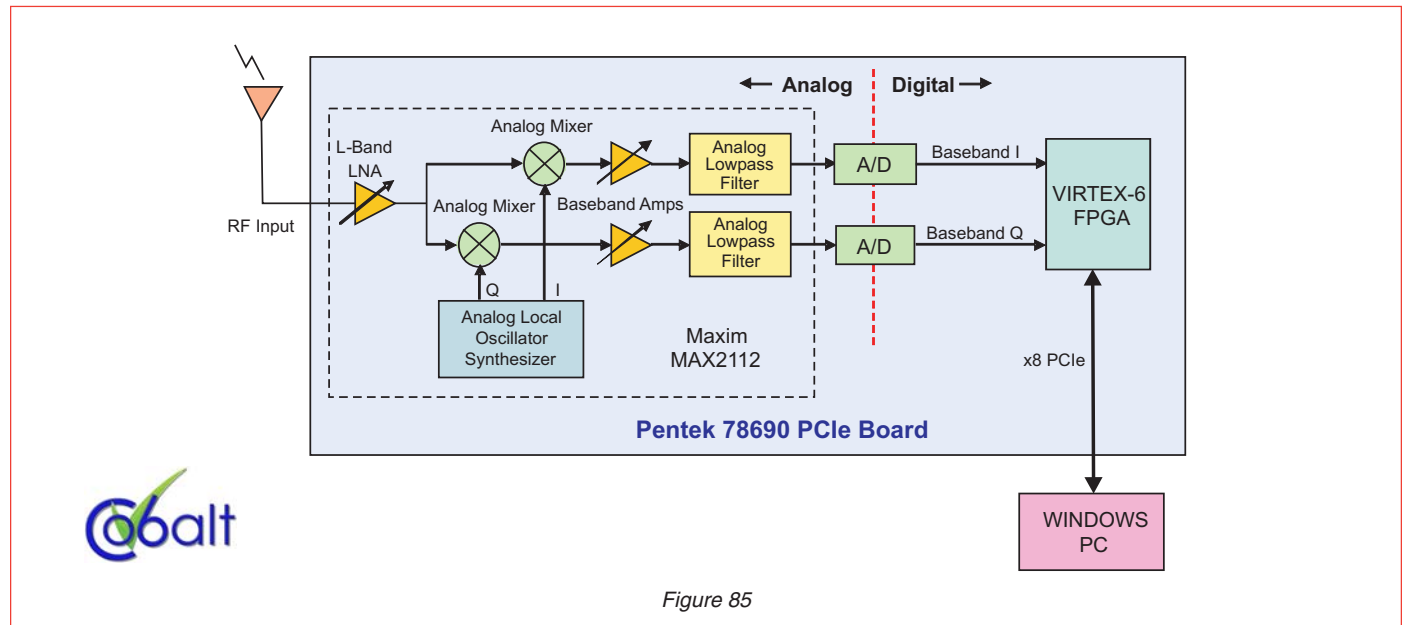 Analog
Digital
Analog Mixer
L-Band
LNA
Analog
Lowpass
Filter
A/D
Baseband I
VIRTEX-6
FPGA
RF Input
Analog Mixer
Baseband Amps
Analog
Lowpass
Filter
A/D
Baseband Q
Q
I
Analog Local
Oscillator
Synthesizer
Maxim
MAX2112
x8 PCIe
Pentek 78690 PCIe Board
Cobalt
WINDOWS
PC
Figure 85